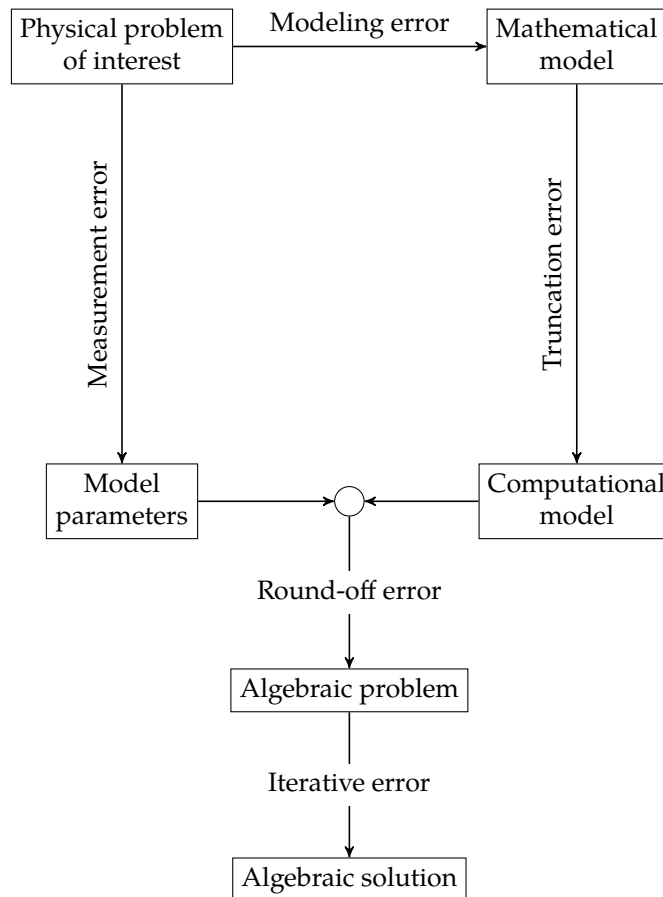 Physical problem
of interest
Modeling error
Mathematical
model
Measurement error
Truncation error
Model
parameters
Computational
model
Round-off error
Algebraic problem
Iterative error
Algebraic solution